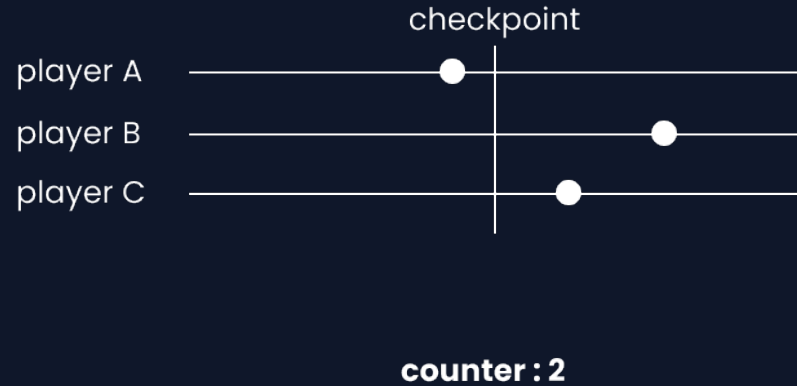 checkpoint
player A
player B
player C
counter : 2